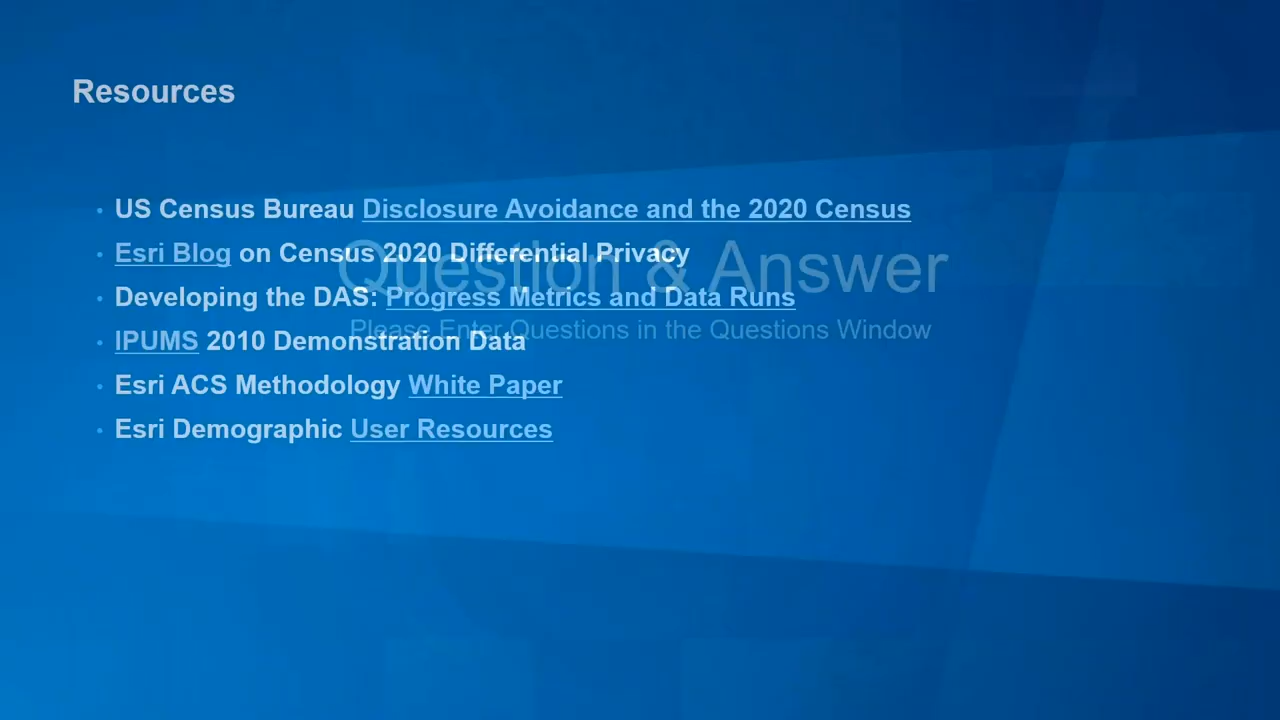 Resources
• US Census Bureau Disclosure Avoidance and the 2020 Census
• Esri Blog on Census 2020 Differential Privacy
Question & Answer
• Developing the DAS: Progress Metrics and Data Runs
Please Enter Questions in the Questions Window
• IPUMS 2010 Demonstration Data
• Esri ACS Methodology White Paper
• Esri Demographic User Resources